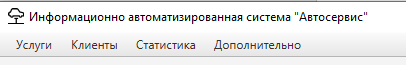 Информационно автоматизированная система "Автосервис"
Услуги Клиенты Статистика Дополнительно